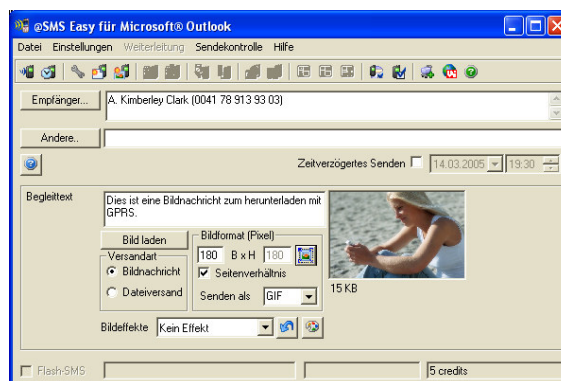 @SMS Easy für Microsoft® Outlook
Datei Einstellungen Weiterleitung Sendekontrolle Hilfe
Empfänger... A. Kimberley Clark (0041 78 913 93 03)
Andere..
Zeitverzögertes Senden 14.03.2005 19:30
Begleittext Dies ist eine Bildnachricht zum herunterladen mit
GPRS.
Bild laden
Bildformat (Pixel)
180 B x H 180
Versandart
Bildnachricht
Seitenverhältnis
Dateiversand
Senden als GIF
15 KB
Bildeffekte Kein Effekt
Flash-SMS 5 credits